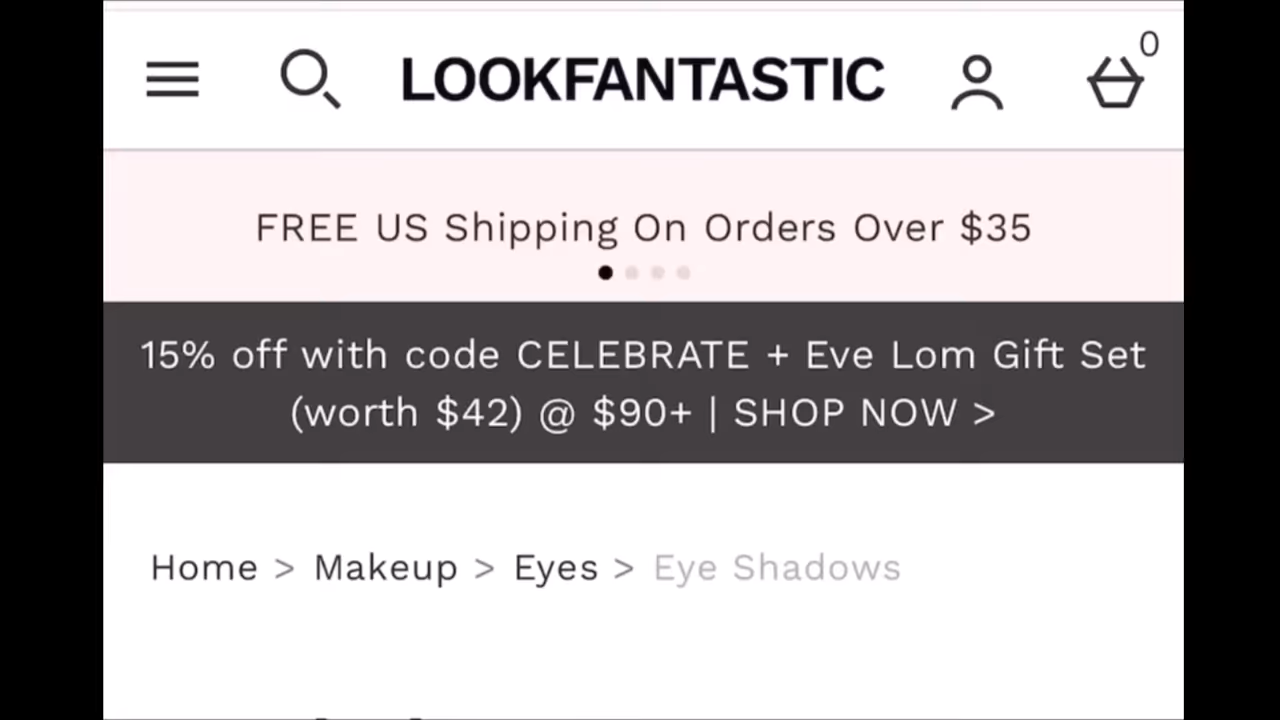 LOOKFANTASTIC
0
FREE US Shipping On Orders Over $35
15% off with code CELEBRATE + Eve Lom Gift Set
(worth $42) @ $90+ | SHOP NOW >
Home > Makeup > Eyes > Eye Shadows